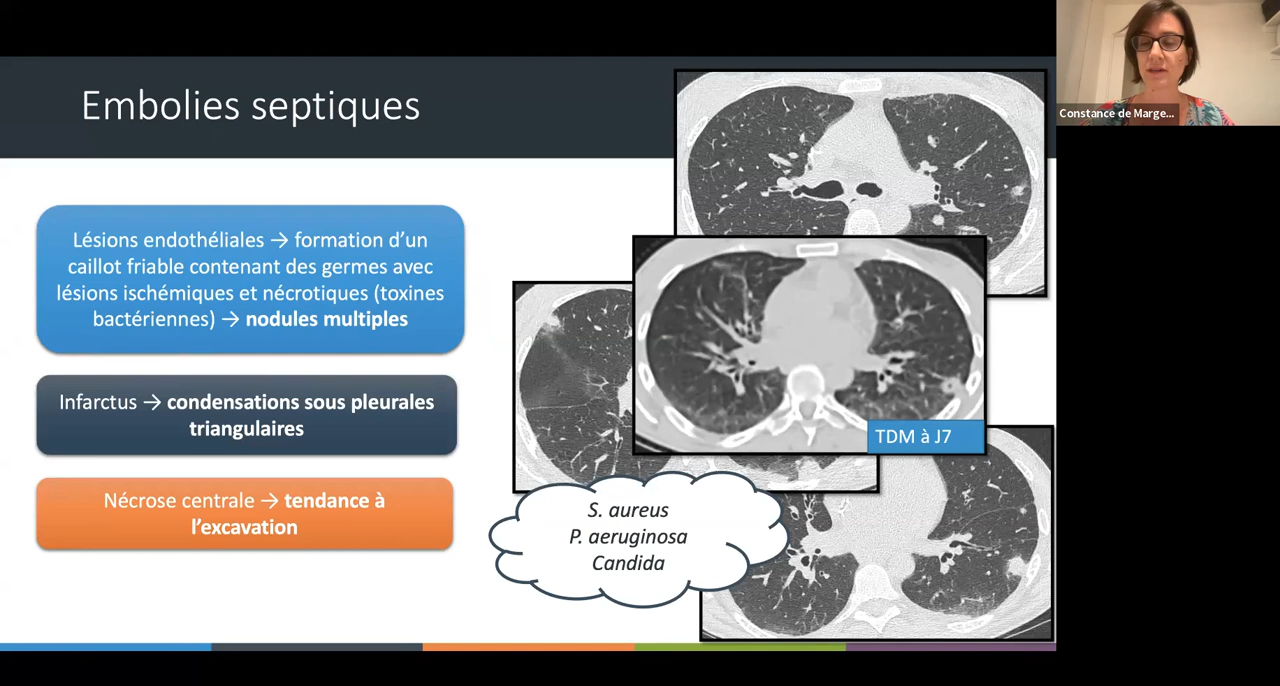 Embolies septiques
Lésions endothéliales → formation d’un
caillot friable contenant des germes avec
lésions ischémiques et nécrotiques (toxines
bactériennes) → nodules multiples
Infarctus → condensations sous pleurales
triangulaires
Nécrose centrale → tendance à
l’excavation
TDM à J7
S. aureus
P. aeruginosa
Candida
Constance de Marge...